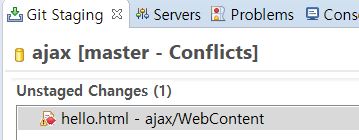 Git Staging Servers Problems Cons
ajax [master - Conflicts]
Unstaged Changes (1)
hello.html - ajax/WebContent